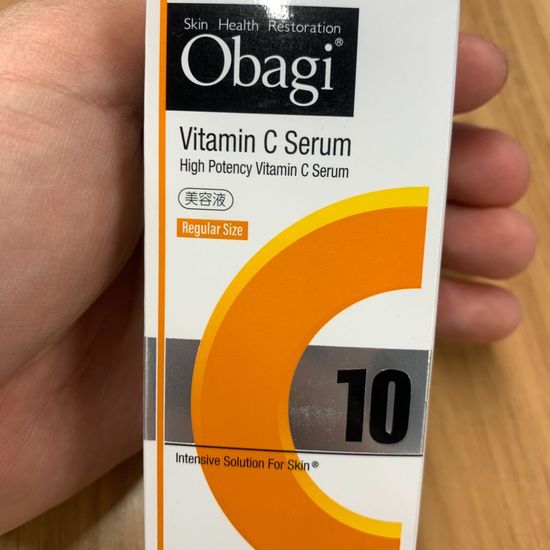 Skin Health Restoration
Obagi®
Vitamin C Serum
High Potency Vitamin C Serum
美容液
Regular Size
10
Intensive Solution For Skin®